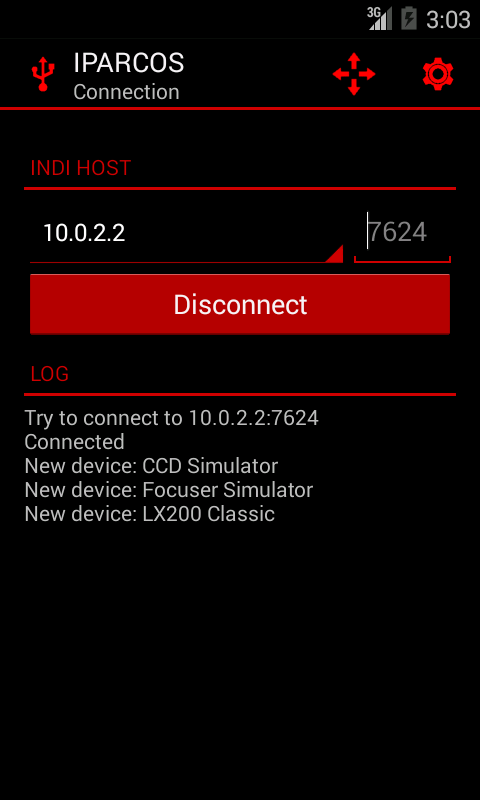 3G
3:03
IPARCOS
Connection
INDI HOST
10.0.2.2
7624
Disconnect
LOG
Try to connect to 10.0.2.2:7624
Connected
New device: CCD Simulator
New device: Focuser Simulator
New device: LX200 Classic